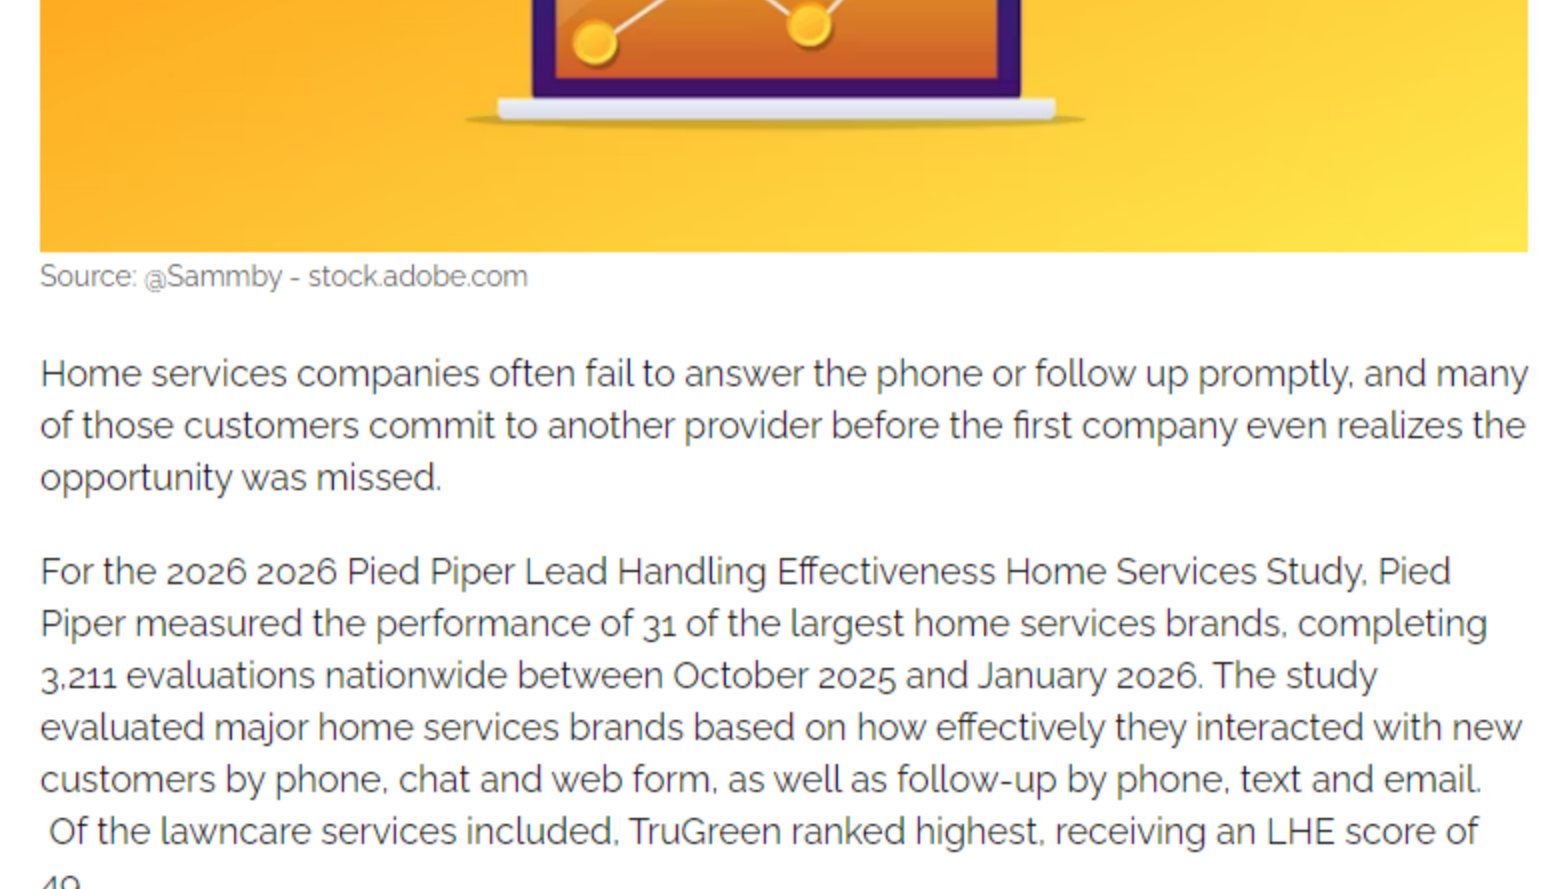 Source: @Sammby - stock.adobe.com
Home services companies often fail to answer the phone or follow up promptly, and many
of those customers commit to another provider before the first company even realizes the
opportunity was missed.
For the 2026 2026 Pied Piper Lead Handling Effectiveness Home Services Study, Pied
Piper measured the performance of 31 of the largest home services brands, completing
3,211 evaluations nationwide between October 2025 and January 2026. The study
evaluated major home services brands based on how effectively they interacted with new
customers by phone, chat and web form, as well as follow-up by phone, text and email.
Of the lawncare services included, TruGreen ranked highest, receiving an LHE score of